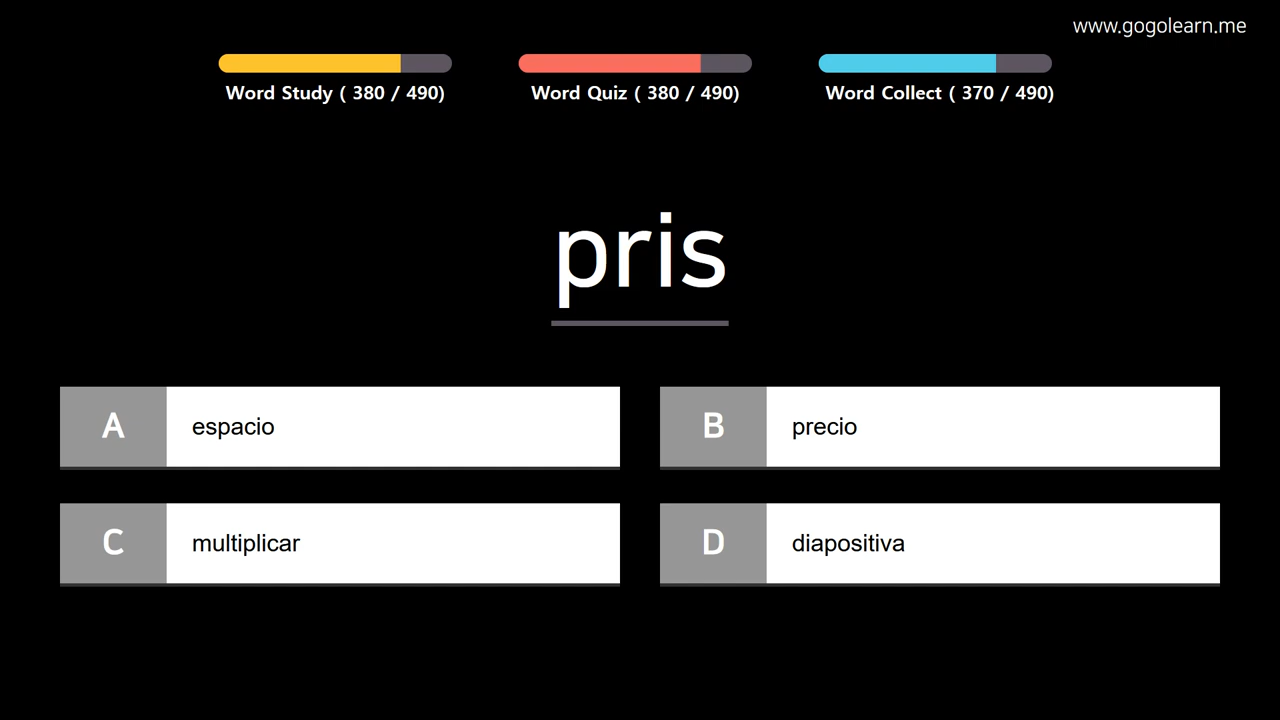 www.gogolearn.me
Word Study ( 380 / 490)
Word Quiz ( 380 / 490)
Word Collect ( 370 / 490)
pris
A espacio
B precio
C multiplicar
D diapositiva